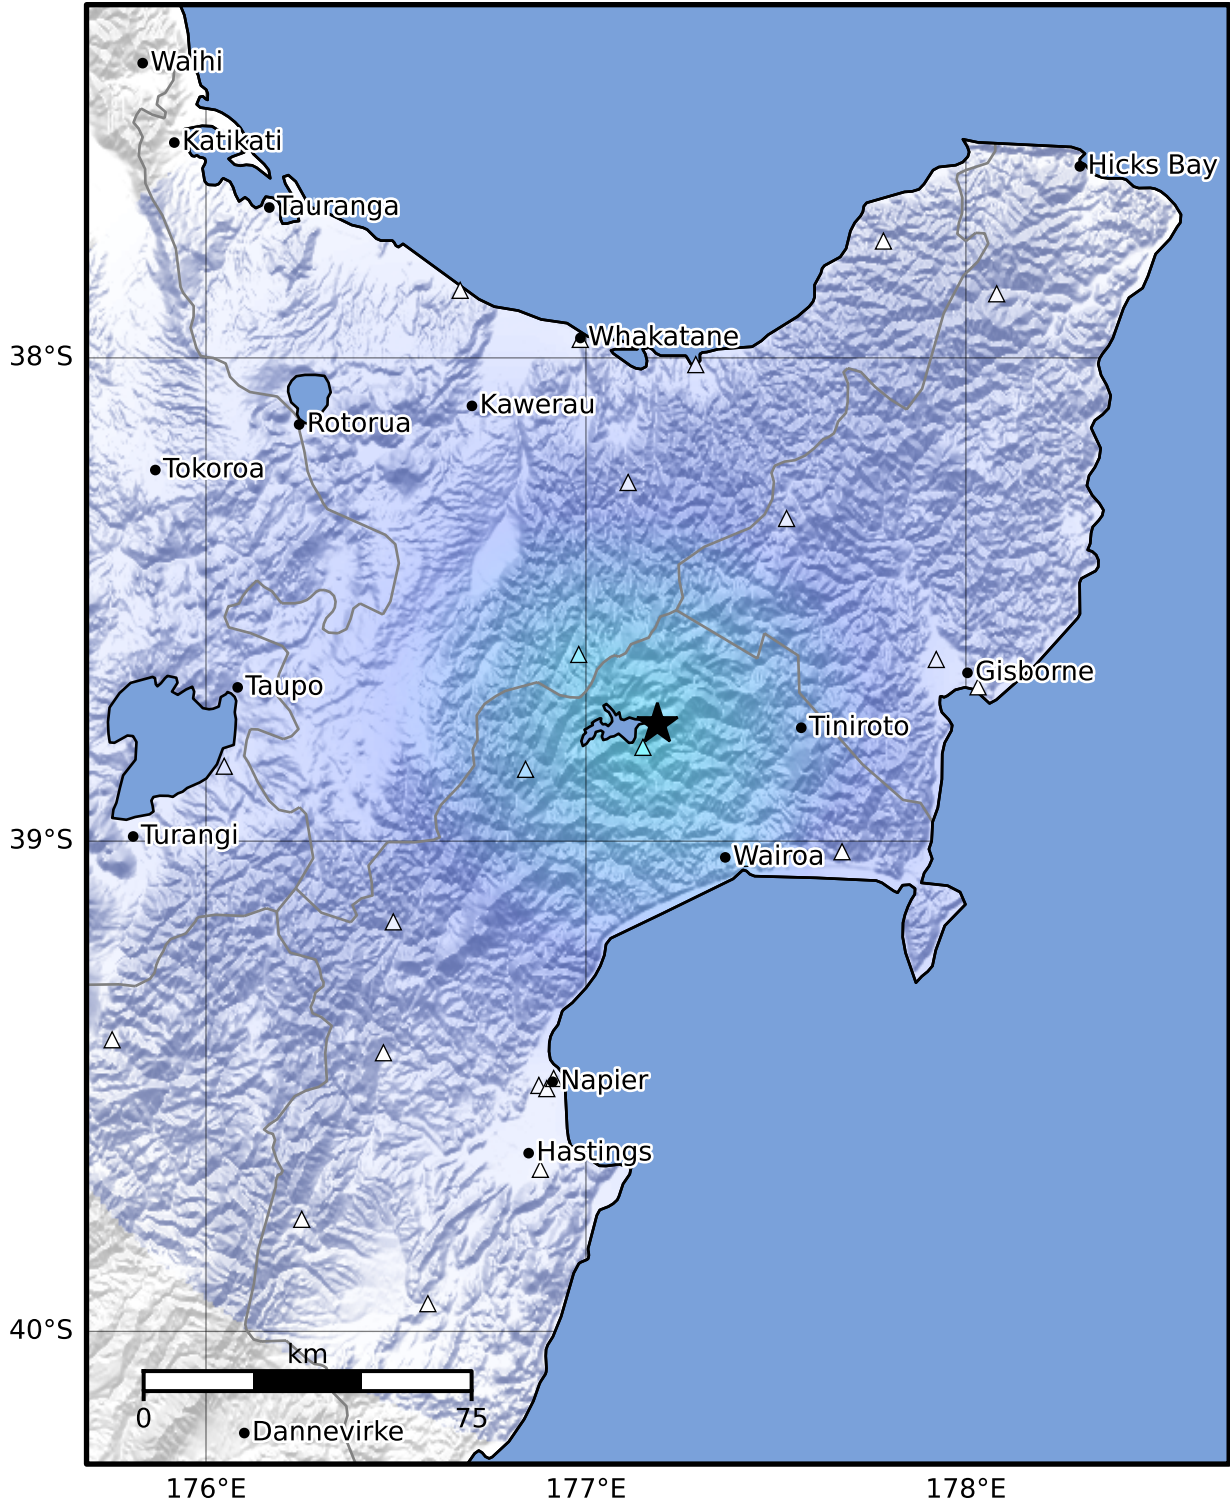 Waihi
Katikati
Hicks Bay
Tauranga
Whakatane
38°S
Kawerau
Rotorua
Tokoroa
Gisborne
Taupo
Tiniroto
Turangi
39°S
Wairoa
Napier
Hastings
40°S
km
0 75
Dannevirke
176°E 177°E 178°E